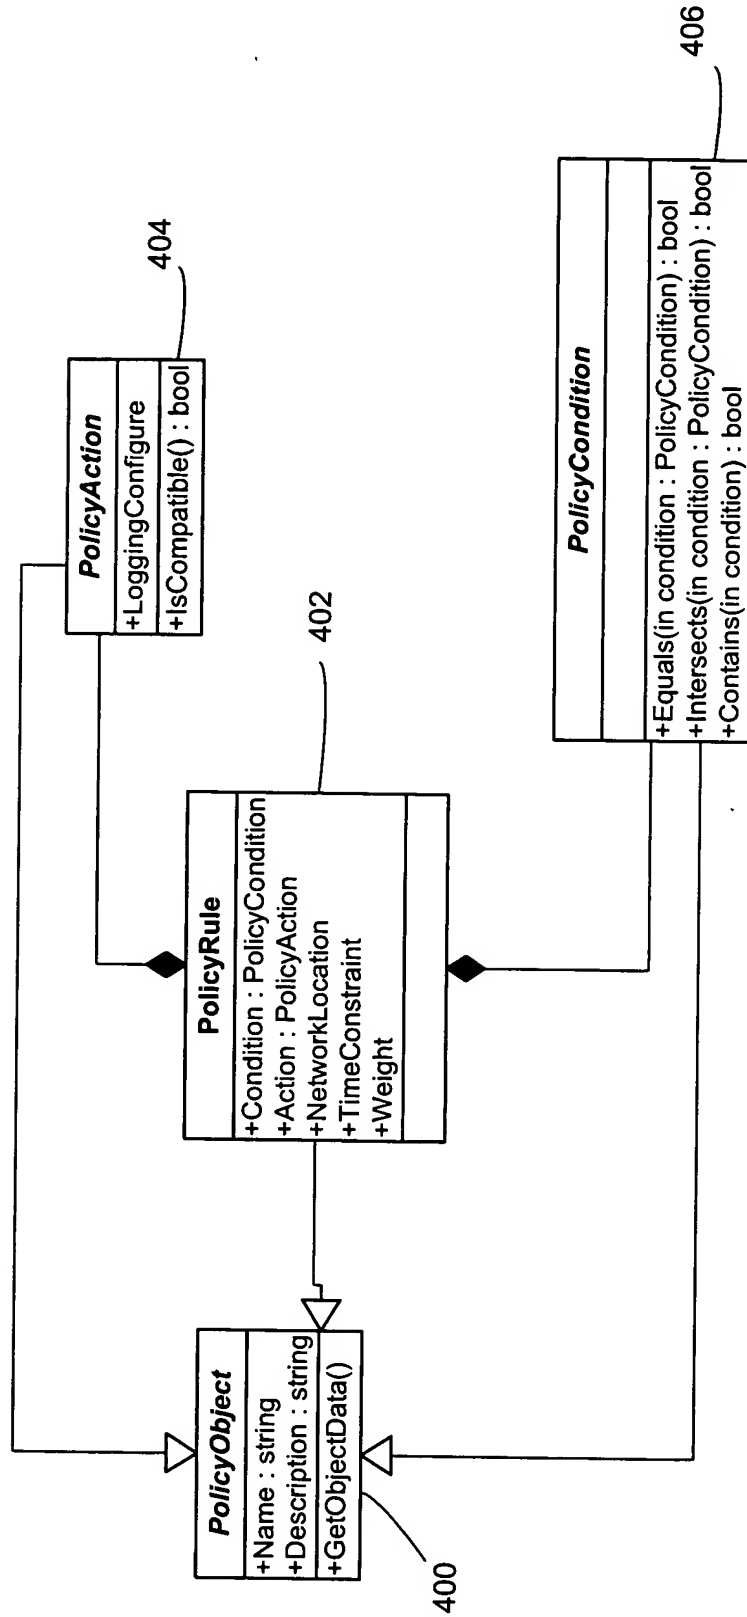 PolicyObject
+Name : string
+Description : string
+GetObjectData()
400
PolicyRule
+Condition : PolicyCondition
+Action : PolicyAction
+NetworkLocation
+TimeConstraint
+Weight
402
PolicyAction
+LoggingConfigure
+IsCompatible() : bool
404
PolicyCondition
+Equals(in condition : PolicyCondition) : bool
+Intersects(in condition : PolicyCondition) : bool
+Contains(in condition) : bool
406